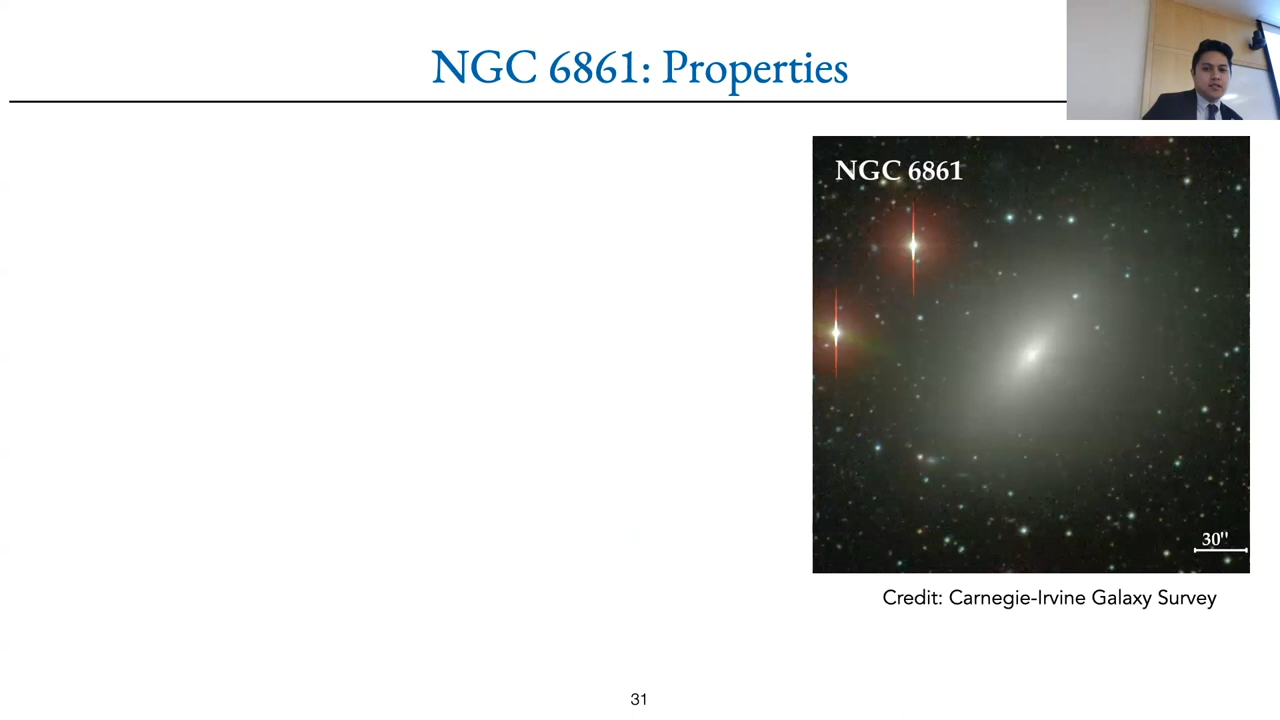 NGC 6861: Properties
NGC 6861
30"
Credit: Carnegie-Irvine Galaxy Survey
31